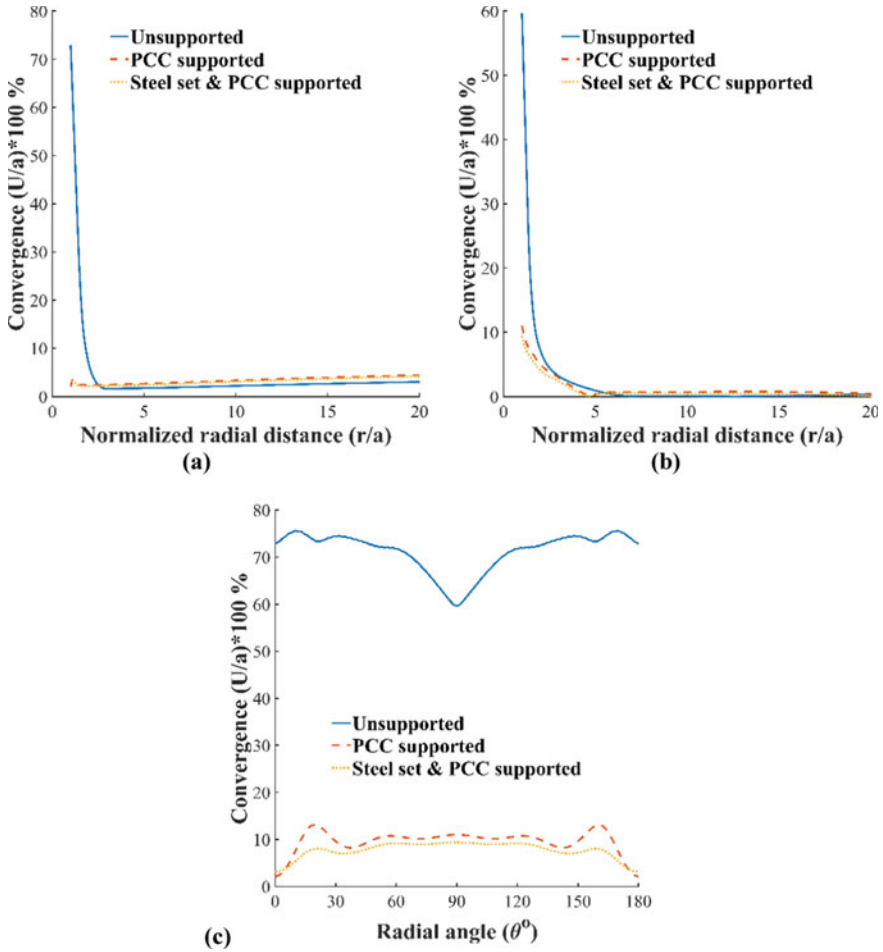 80
70
60
50
40
30
20
10
0
Convergence (U/a)*100 %
Unsupported
PCC supported
Steel set & PCC supported
0 5 10 15 20
Normalized radial distance (r/a)
(a)
60
50
40
30
20
10
0
Convergence (U/a)*100 %
Unsupported
PCC supported
Steel set & PCC supported
0 5 10 15 20
Normalized radial distance (r/a)
(b)
80
70
60
50
40
30
20
10
0
Convergence (U/a)*100 %
Unsupported
PCC supported
Steel set & PCC supported
0 30 60 90 120 150 180
Radial angle (θ°)
(c)